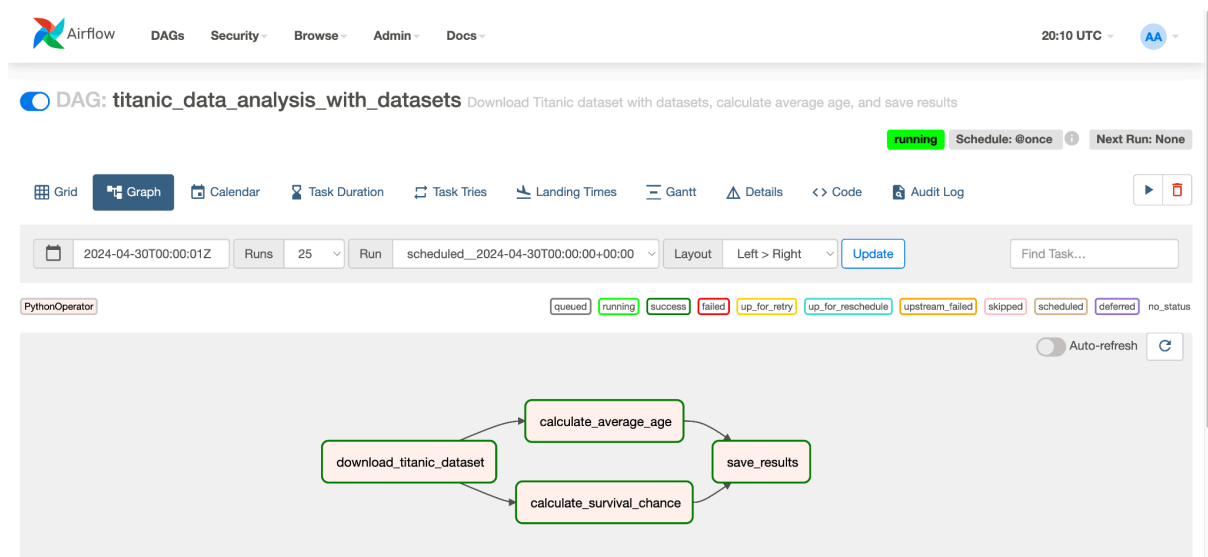 Airflow DAGs Security Browse Admin Docs 20:10 UTC AA
DAG: titanic_data_analysis_with_datasets Download Titanic dataset with datasets, calculate average age, and save results
running Schedule: @once i Next Run: None
Grid Graph Calendar Task Duration Task Tries Landing Times Gantt Details <> Code Audit Log
2024-04-30T00:00:01Z Runs 25 Run scheduled__2024-04-30T00:00:00+00:00 Layout Left > Right Update Find Task...
PythonOperator queued running success failed up_for_retry up_for_reschedule upstream_failed skipped scheduled deferred no_status
Auto-refresh
calculate_average_age
download_titanic_dataset save_results
calculate_survival_chance